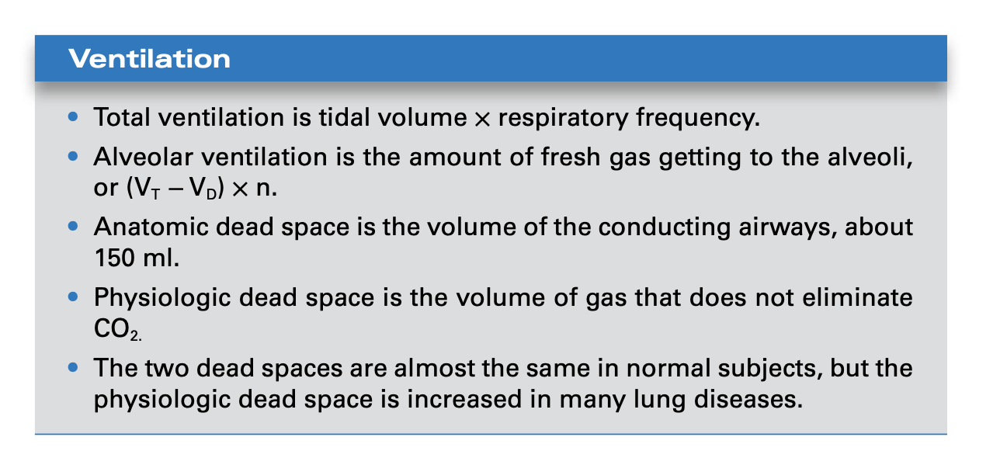 Ventilation
• Total ventilation is tidal volume × respiratory frequency.
• Alveolar ventilation is the amount of fresh gas getting to the alveoli,
or (V_T – V_D) × n.
• Anatomic dead space is the volume of the conducting airways, about
150 ml.
• Physiologic dead space is the volume of gas that does not eliminate
CO₂.
• The two dead spaces are almost the same in normal subjects, but the
physiologic dead space is increased in many lung diseases.